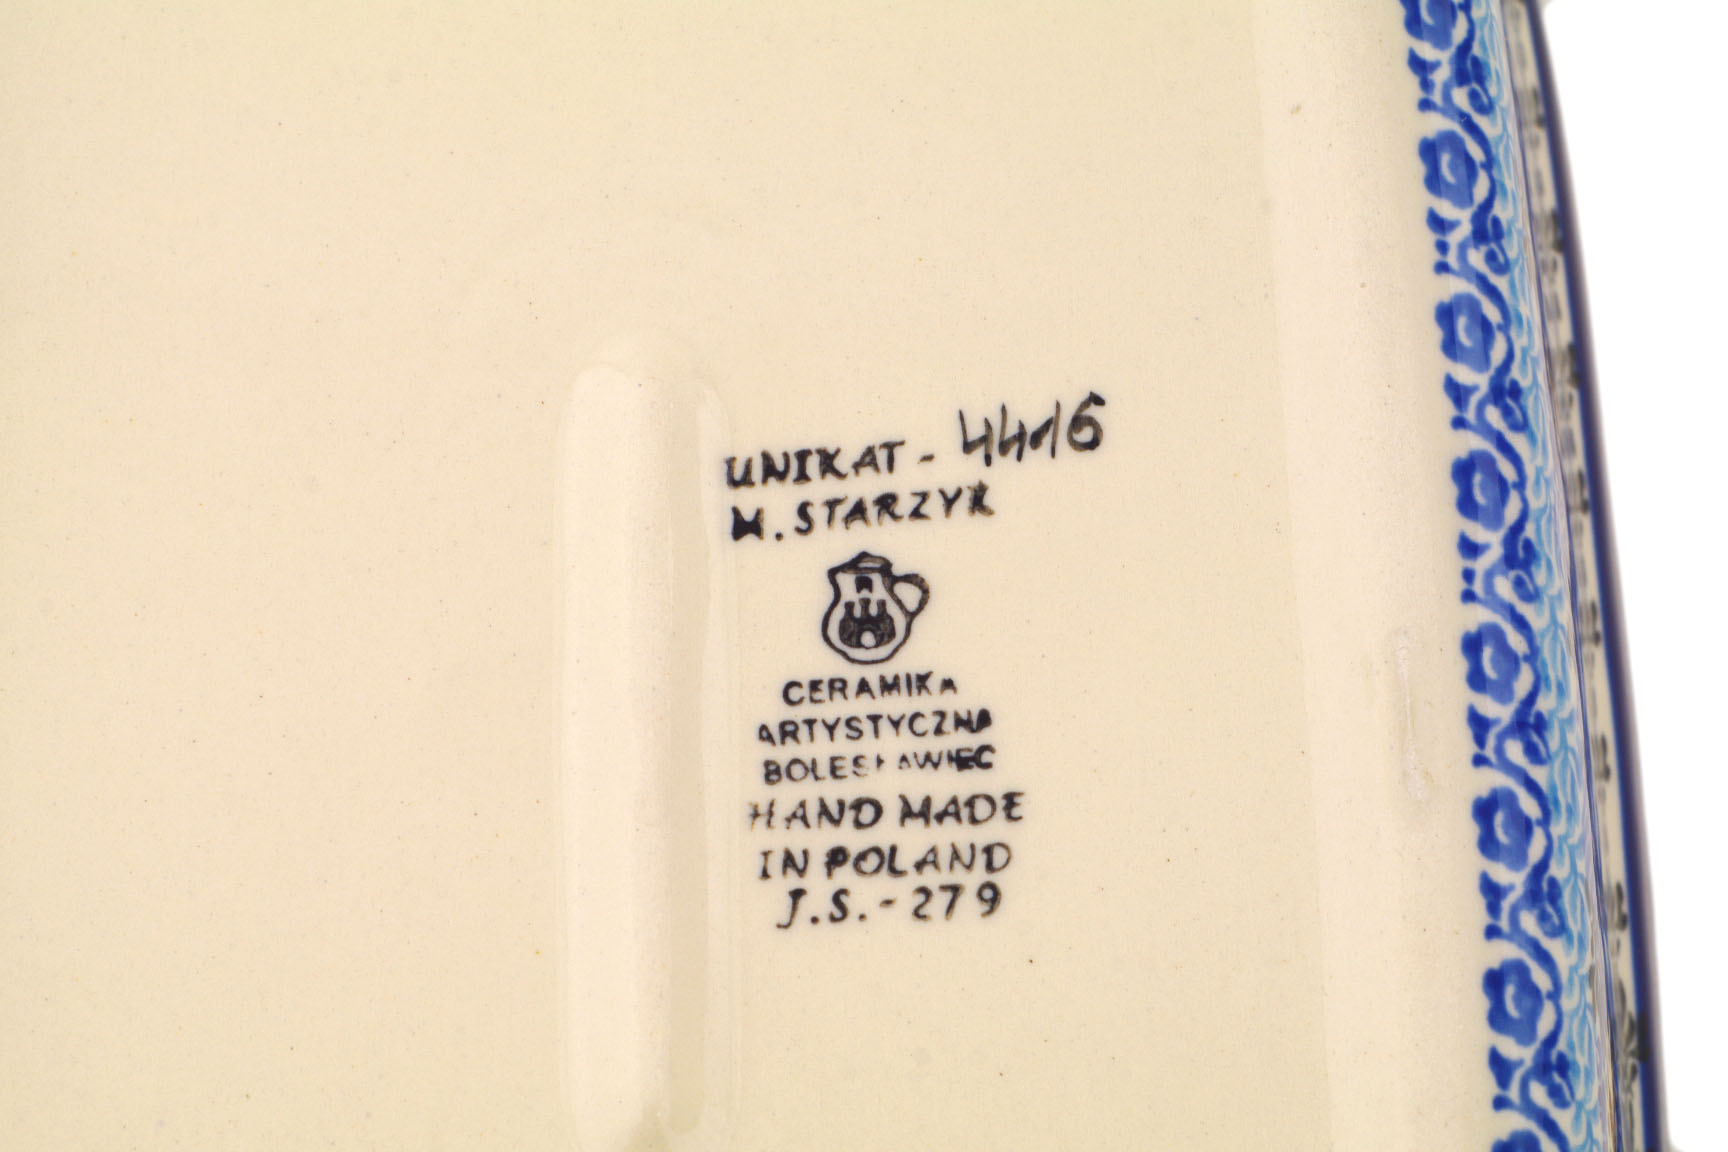 UNIKAT - 4416
M. STARZYK
CERAMIKA
ARTYSTYCZNA
BOLESŁAWIEC
HAND MADE
IN POLAND
J.S.-279